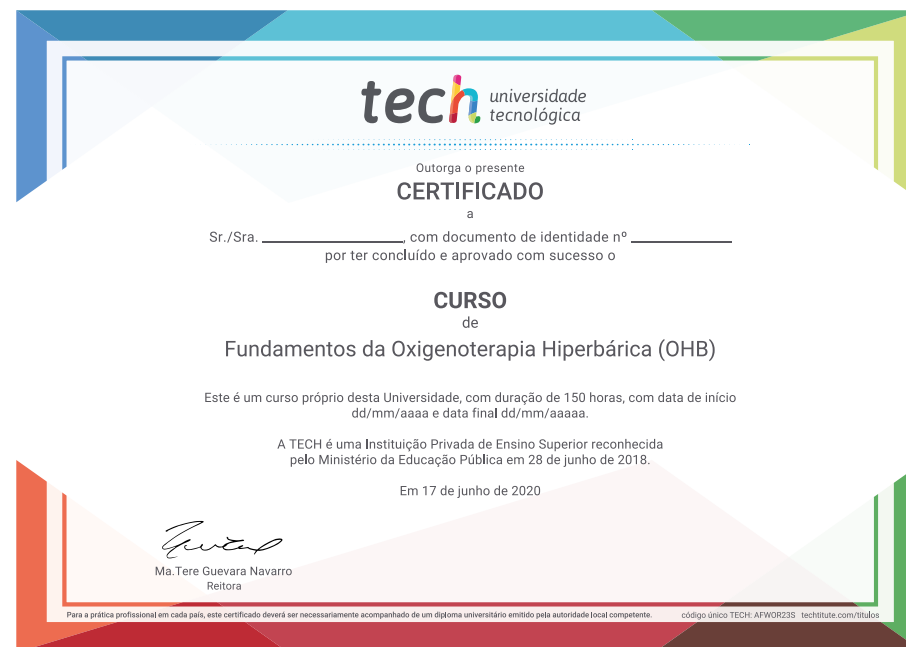 tech universidade
tecnológica
Outorga o presente
CERTIFICADO
a
Sr./Sra. ____________________, com documento de identidade nº ______________
por ter concluído e aprovado com sucesso o
CURSO
de
Fundamentos da Oxigenoterapia Hiperbárica (OHB)
Este é um curso próprio desta Universidade, com duração de 150 horas, com data de início
dd/mm/aaaa e data final dd/mm/aaaaa.
A TECH é uma Instituição Privada de Ensino Superior reconhecida
pelo Ministério da Educação Pública em 28 de junho de 2018.
Em 17 de junho de 2020
Ma.Tere Guevara Navarro
Reitora
Para a prática profissional em cada país, este certificado deverá ser necessariamente acompanhado de um diploma universitário emitido pela autoridade local competente. código único TECH: AFWOR23S techtitute.com/titulos